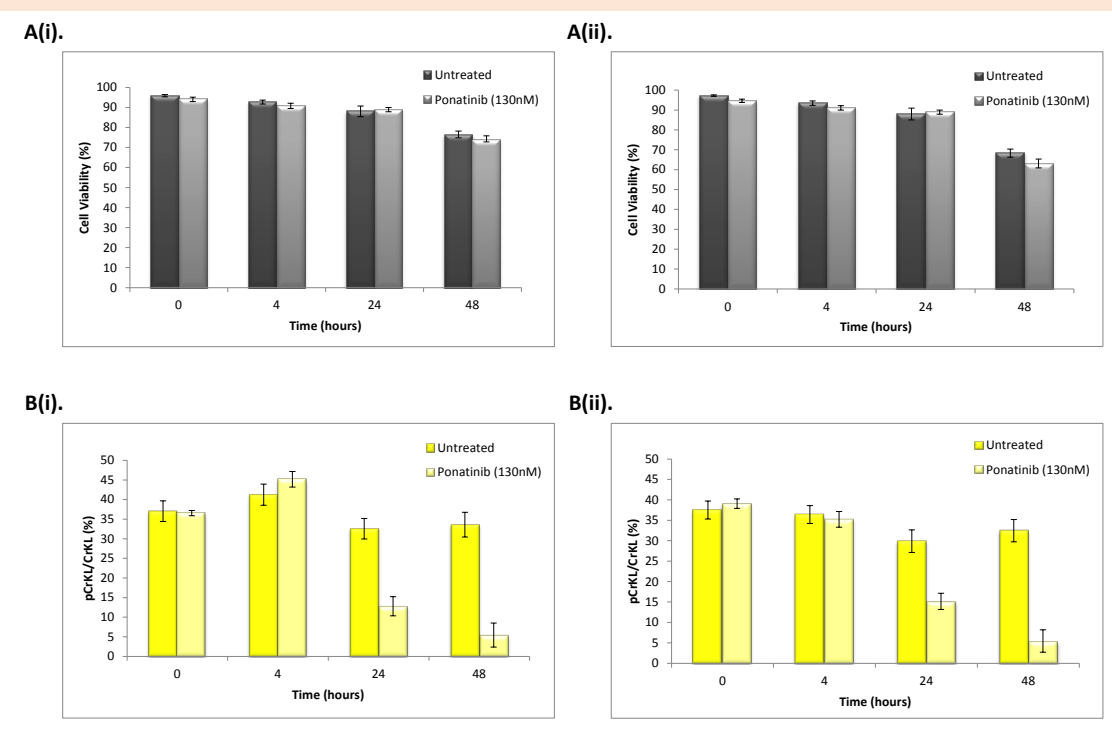 A(i).
Untreated
Ponatinib (130nM)
100
90
80
70
60
50
40
30
20
10
0
Cell Viability (%)
0 4 24 48
Time (hours)
A(ii).
Untreated
Ponatinib (130nM)
100
90
80
70
60
50
40
30
20
10
0
Cell Viability (%)
0 4 24 48
Time (hours)
B(i).
Untreated
Ponatinib (130nM)
50
45
40
35
30
25
20
15
10
5
0
pCrKL/CrKL (%)
0 4 24 48
Time (hours)
B(ii).
Untreated
Ponatinib (130nM)
50
45
40
35
30
25
20
15
10
5
0
pCrKL/CrKL (%)
0 4 24 48
Time (hours)